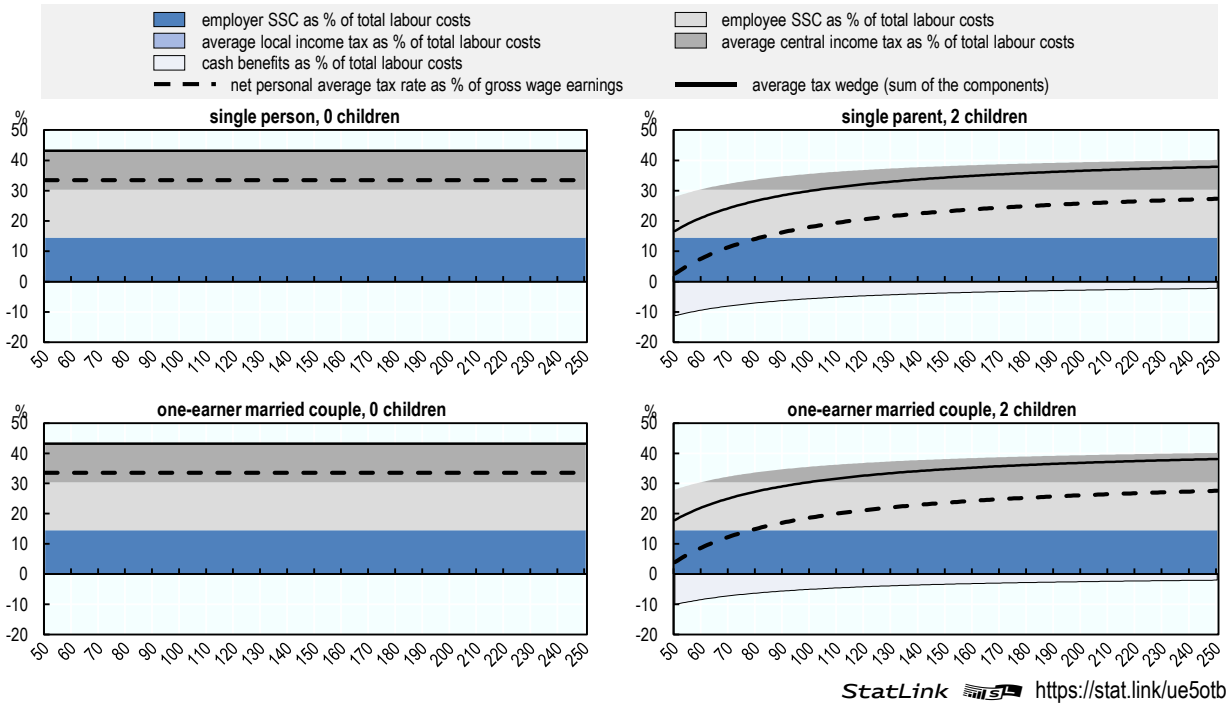 employer SSC as % of total labour costs
employee SSC as % of total labour costs
average local income tax as % of total labour costs
average central income tax as % of total labour costs
cash benefits as % of total labour costs
net personal average tax rate as % of gross wage earnings
average tax wedge (sum of the components)
%
single person, 0 children
50
40
30
20
10
0
-10
-20
50 60 70 80 90 100 110 120 130 140 150 160 170 180 190 200 210 220 230 240 250
%
single parent, 2 children
50
40
30
20
10
0
-10
-20
50 60 70 80 90 100 110 120 130 140 150 160 170 180 190 200 210 220 230 240 250
%
one-earner married couple, 0 children
50
40
30
20
10
0
-10
-20
50 60 70 80 90 100 110 120 130 140 150 160 170 180 190 200 210 220 230 240 250
%
one-earner married couple, 2 children
50
40
30
20
10
0
-10
-20
50 60 70 80 90 100 110 120 130 140 150 160 170 180 190 200 210 220 230 240 250
StatLink https://stat.link/ue5otb